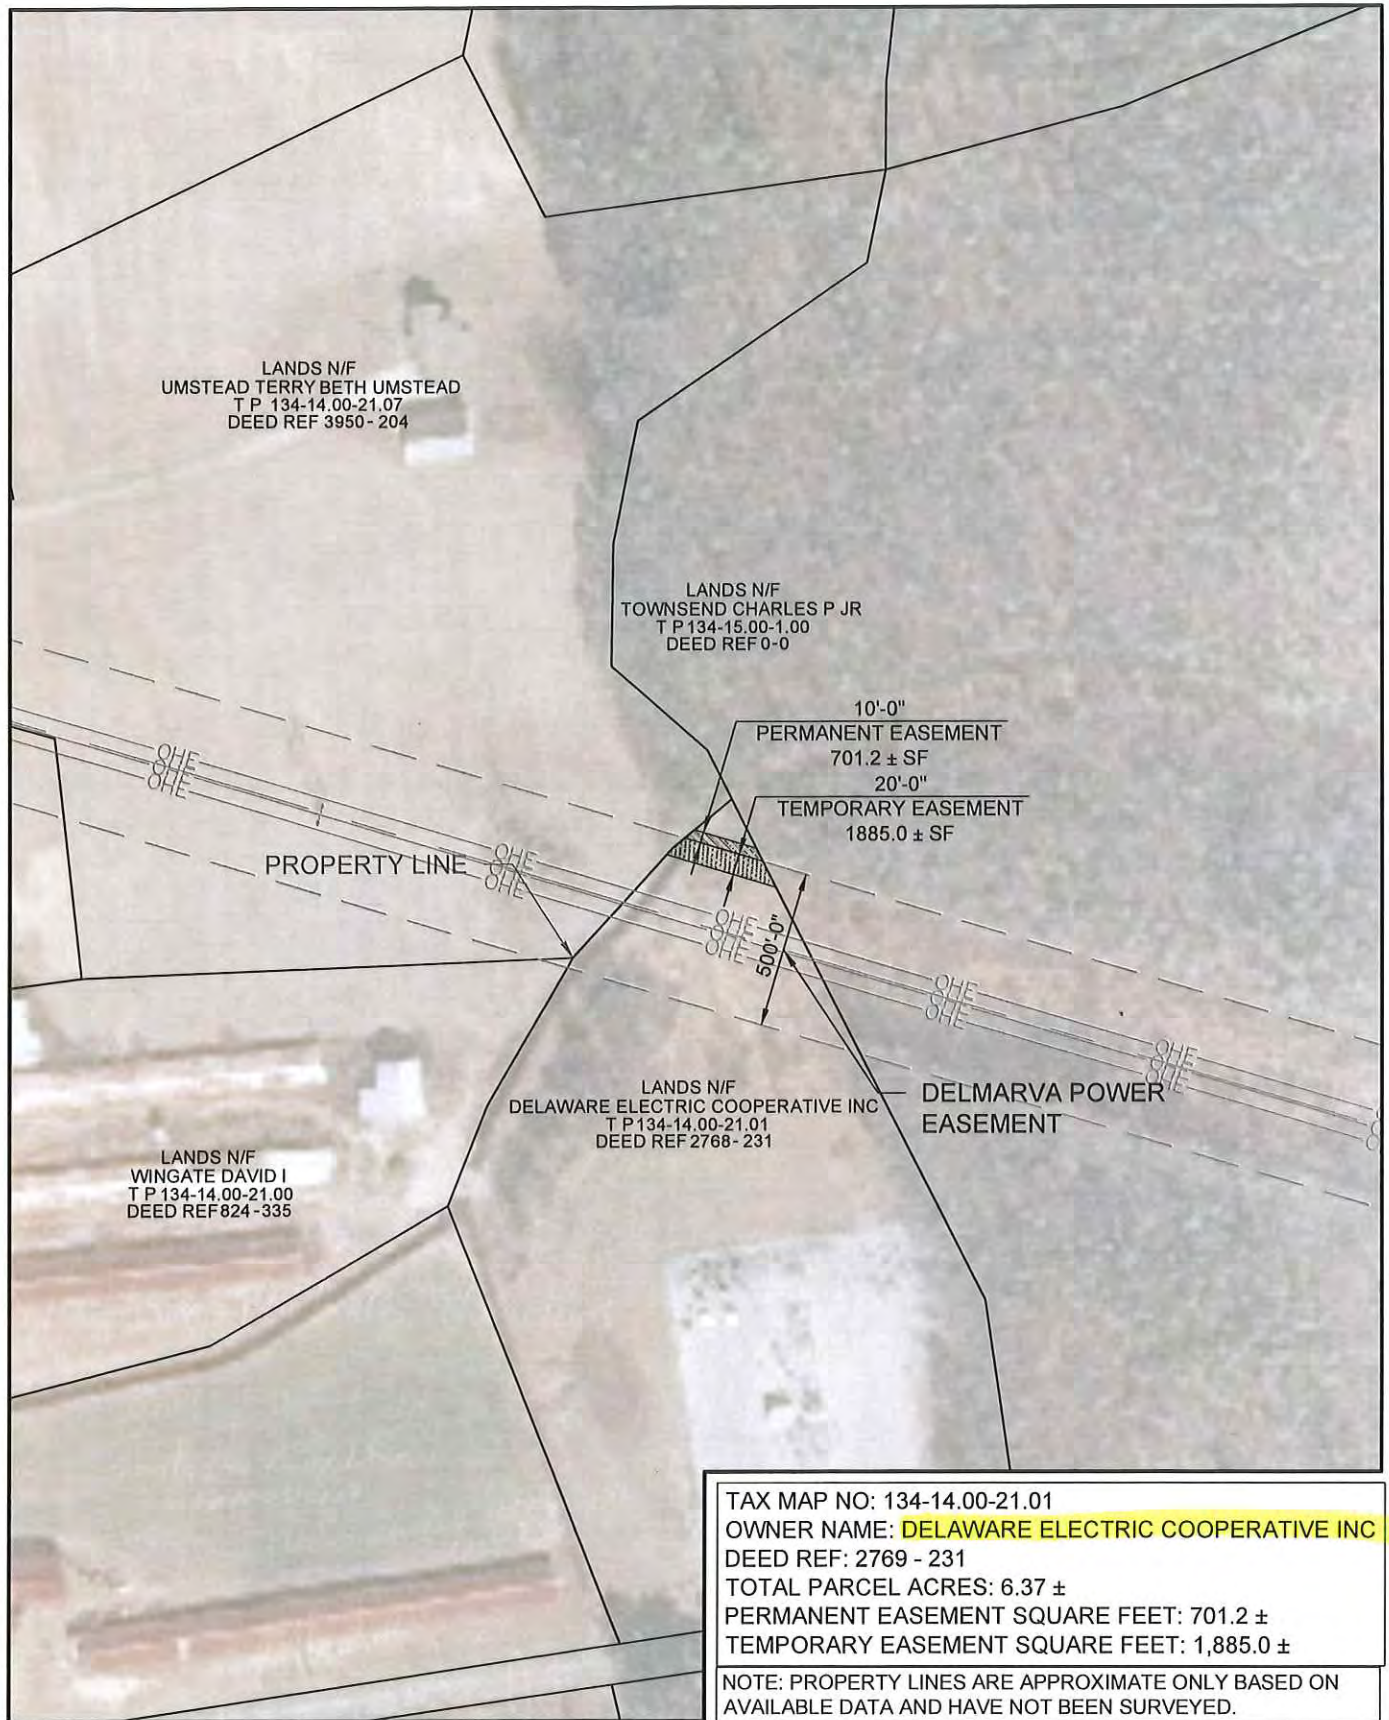 LANDS N/F
UMSTEAD TERRY BETH UMSTEAD
T P 134-14.00-21.07
DEED REF 3950-204
LANDS N/F
TOWNSEND CHARLES P JR
T P 134-15.00-1.00
DEED REF 0-0
10'-0"
PERMANENT EASEMENT
701.2 ± SF
20'-0"
TEMPORARY EASEMENT
1885.0 ± SF
OHE
OHE
OHE
PROPERTY LINE
OHE
OHE
OHE
OHE
OHE
OHE
500'-0"
OHE
OHE
OHE
OHE
OHE
OHE
LANDS N/F
DELAWARE ELECTRIC COOPERATIVE INC
T P 134-14.00-21.01
DEED REF 2768-231
DELMARVA POWER
EASEMENT
LANDS N/F
WINGATE DAVID I
T P 134-14.00-21.00
DEED REF 824-335
TAX MAP NO: 134-14.00-21.01
OWNER NAME: DELAWARE ELECTRIC COOPERATIVE INC
DEED REF: 2769 - 231
TOTAL PARCEL ACRES: 6.37 ±
PERMANENT EASEMENT SQUARE FEET: 701.2 ±
TEMPORARY EASEMENT SQUARE FEET: 1,885.0 ±
NOTE: PROPERTY LINES ARE APPROXIMATE ONLY BASED ON
AVAILABLE DATA AND HAVE NOT BEEN SURVEYED.